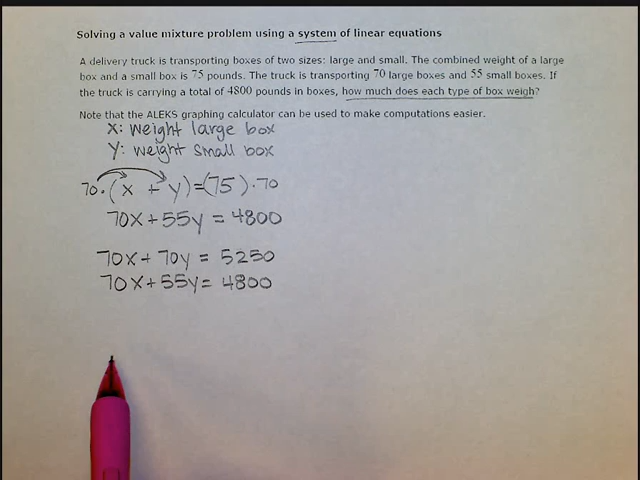 Solving a value mixture problem using a system of linear equations
A delivery truck is transporting boxes of two sizes: large and small. The combined weight of a large
box and a small box is 75 pounds. The truck is transporting 70 large boxes and 55 small boxes. If
the truck is carrying a total of 4800 pounds in boxes, how much does each type of box weigh?
Note that the ALEKS graphing calculator can be used to make computations easier.
X: weight large box
Y: weight small box
70·(x + y)=(75)·70
70x+55y = 4800
70x+70y = 5250
70x+55y= 4800